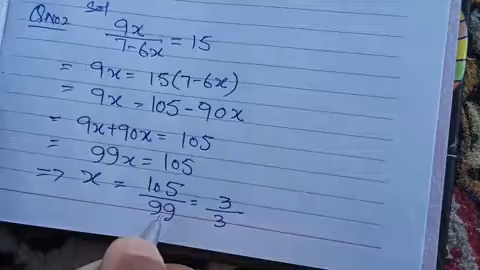 QNo2 Sol
9x/7-6x = 15
= 9x = 15(7-6x)
= 9x = 105-90x
= 9x+90x = 105
= 99x = 105
=> x = 105/99 = 3/3